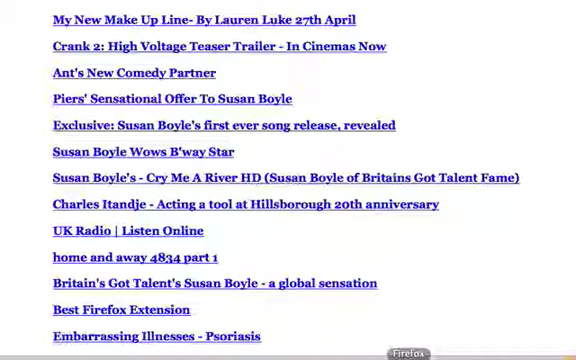 My New Make Up Line- By Lauren Luke 27th April
Crank 2: High Voltage Teaser Trailer - In Cinemas Now
Ant's New Comedy Partner
Piers' Sensational Offer To Susan Boyle
Exclusive: Susan Boyle's first ever song release, revealed
Susan Boyle Wows B'way Star
Susan Boyle's - Cry Me A River HD (Susan Boyle of Britains Got Talent Fame)
Charles Itandje - Acting a tool at Hillsborough 20th anniversary
UK Radio | Listen Online
home and away 4834 part 1
Britain's Got Talent's Susan Boyle - a global sensation
Best Firefox Extension
Embarrassing Illnesses - Psoriasis
Firefox